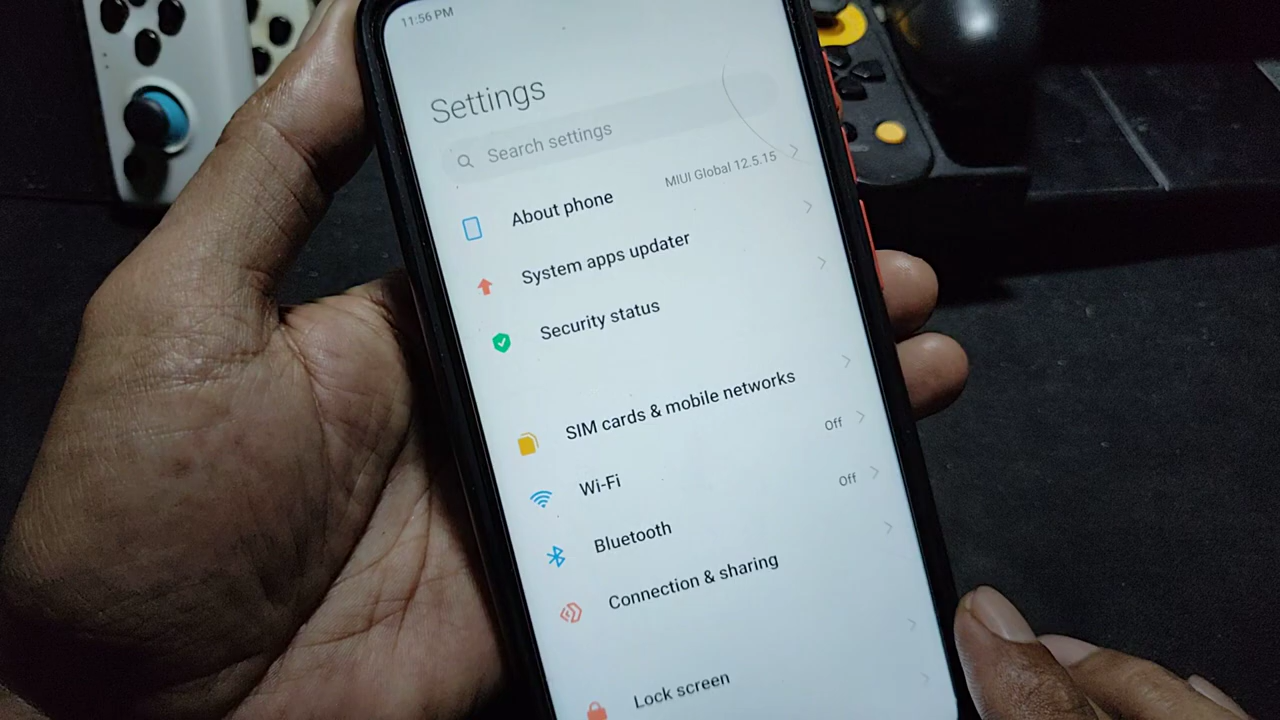 11:56 PM
Settings
Search settings
About phone MIUI Global 12.5.15
System apps updater
Security status
SIM cards & mobile networks
Wi-Fi Off
Bluetooth Off
Connection & sharing
Lock screen